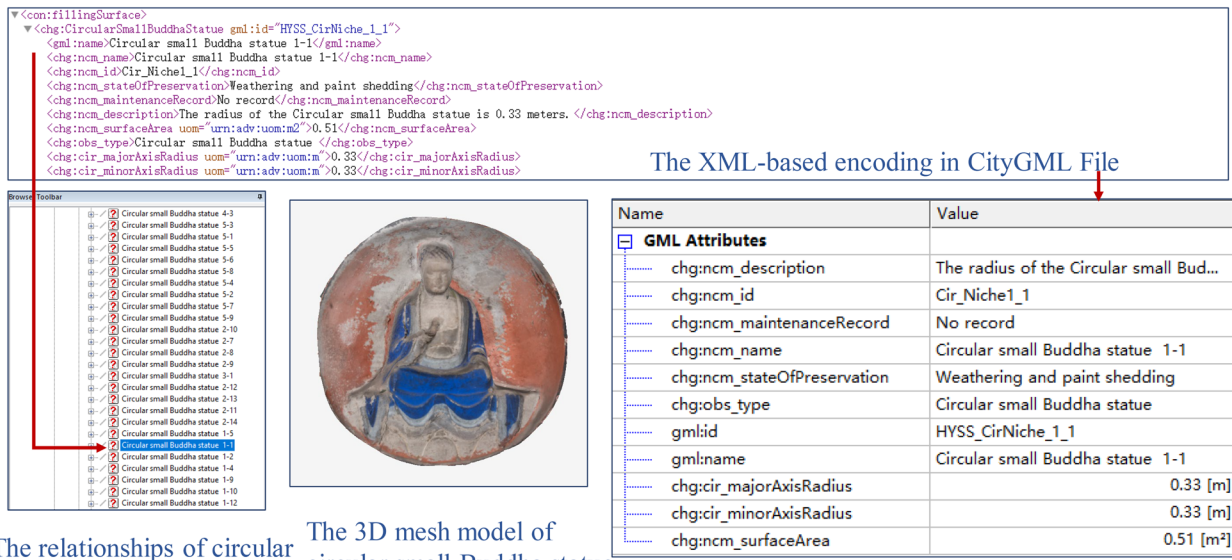 <con:fillingSurface>
<chg:CircularSmallBuddhaStatue gml:id="HYSS_CirNiche_1_1">
<gml:name>Circular small Buddha statue 1-1</gml:name>
<chg:ncm_name>Circular small Buddha statue 1-1</chg:ncm_name>
<chg:ncm_id>Cir_Niche1_1</chg:ncm_id>
<chg:ncm_stateOfPreservation>Weathering and paint shedding</chg:ncm_stateOfPreservation>
<chg:ncm_maintenanceRecord>No record</chg:ncm_maintenanceRecord>
<chg:ncm_description>The radius of the Circular small Buddha statue is 0.33 meters. </chg:ncm_description>
<chg:ncm_surfaceArea uom="urn:adv:uom:m2">0.51</chg:ncm_surfaceArea>
<chg:obs_type>Circular small Buddha statue </chg:obs_type>
<chg:cir_majorAxisRadius uom="urn:adv:uom:m">0.33</chg:cir_majorAxisRadius>
<chg:cir_minorAxisRadius uom="urn:adv:uom:m">0.33</chg:cir_minorAxisRadius>
The XML-based encoding in CityGML File
Browse Toolbar
Circular small Buddha statue 4-3
Circular small Buddha statue 5-3
Circular small Buddha statue 5-1
Circular small Buddha statue 5-5
Circular small Buddha statue 5-6
Circular small Buddha statue 5-8
Circular small Buddha statue 5-4
Circular small Buddha statue 5-2
Circular small Buddha statue 5-7
Circular small Buddha statue 5-9
Circular small Buddha statue 2-10
Circular small Buddha statue 2-7
Circular small Buddha statue 2-8
Circular small Buddha statue 2-9
Circular small Buddha statue 3-1
Circular small Buddha statue 2-12
Circular small Buddha statue 2-13
Circular small Buddha statue 2-11
Circular small Buddha statue 2-14
Circular small Buddha statue 1-5
Circular small Buddha statue 1-1
Circular small Buddha statue 1-2
Circular small Buddha statue 1-4
Circular small Buddha statue 1-9
Circular small Buddha statue 1-10
Circular small Buddha statue 1-12
The relationships of circular
The 3D mesh model of
circular small Buddha statue
Name Value
GML Attributes
chg:ncm_description The radius of the Circular small Bud...
chg:ncm_id Cir_Niche1_1
chg:ncm_maintenanceRecord No record
chg:ncm_name Circular small Buddha statue 1-1
chg:ncm_stateOfPreservation Weathering and paint shedding
chg:obs_type Circular small Buddha statue
gml:id HYSS_CirNiche_1_1
gml:name Circular small Buddha statue 1-1
chg:cir_majorAxisRadius 0.33 [m]
chg:cir_minorAxisRadius 0.33 [m]
chg:ncm_surfaceArea 0.51 [m²]